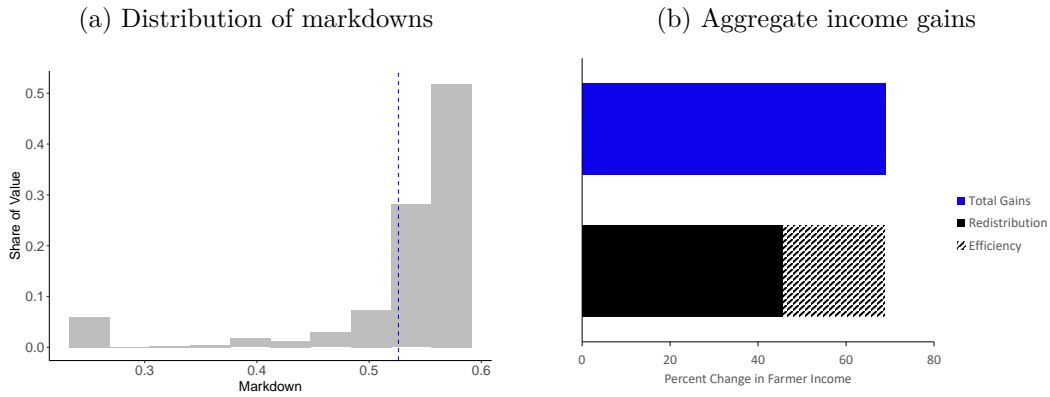 (a) Distribution of markdowns
0.5
0.4
0.3
0.2
0.1
0.0
Share of Value
0.3 0.4 0.5 0.6
Markdown
(b) Aggregate income gains
Total Gains
Redistribution
Efficiency
0 20 40 60 80
Percent Change in Farmer Income